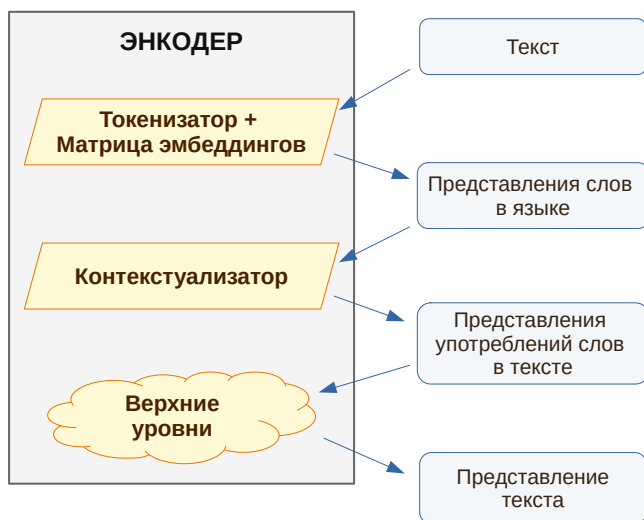 ЭНКОДЕР
Текст
Токенизатор +
Матрица эмбеддингов
Представления слов
в языке
Контекстуализатор
Представления
употреблений слов
в тексте
Верхние
уровни
Представление
текста